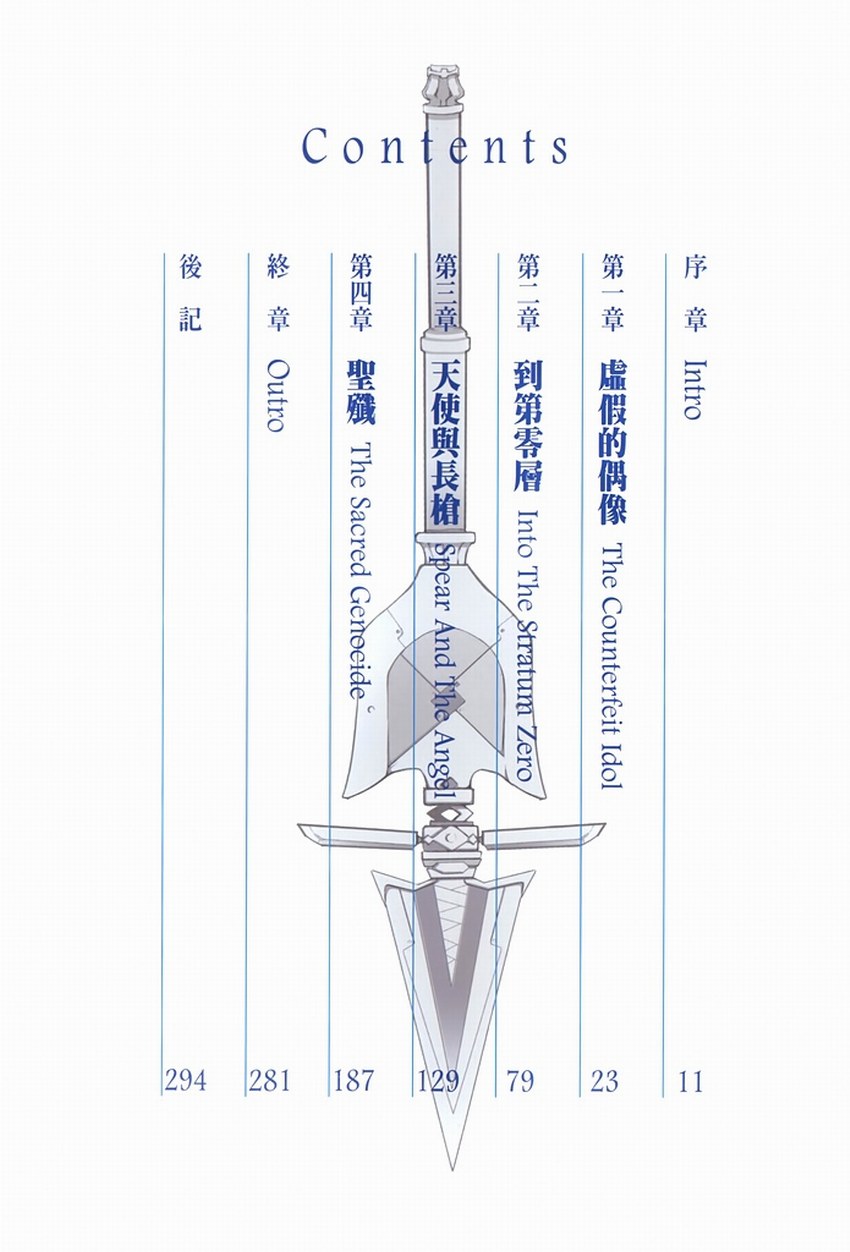 Contents
序章 Intro 11
第一章 虛假的偶像 The Counterfeit Idol 23
第二章 到第零層 Into The Stratum Zero 79
第三章 天使與長槍 Spear And The Angel 129
第四章 聖殲 The Sacred Genocide 187
終章 Outro 281
後記 294